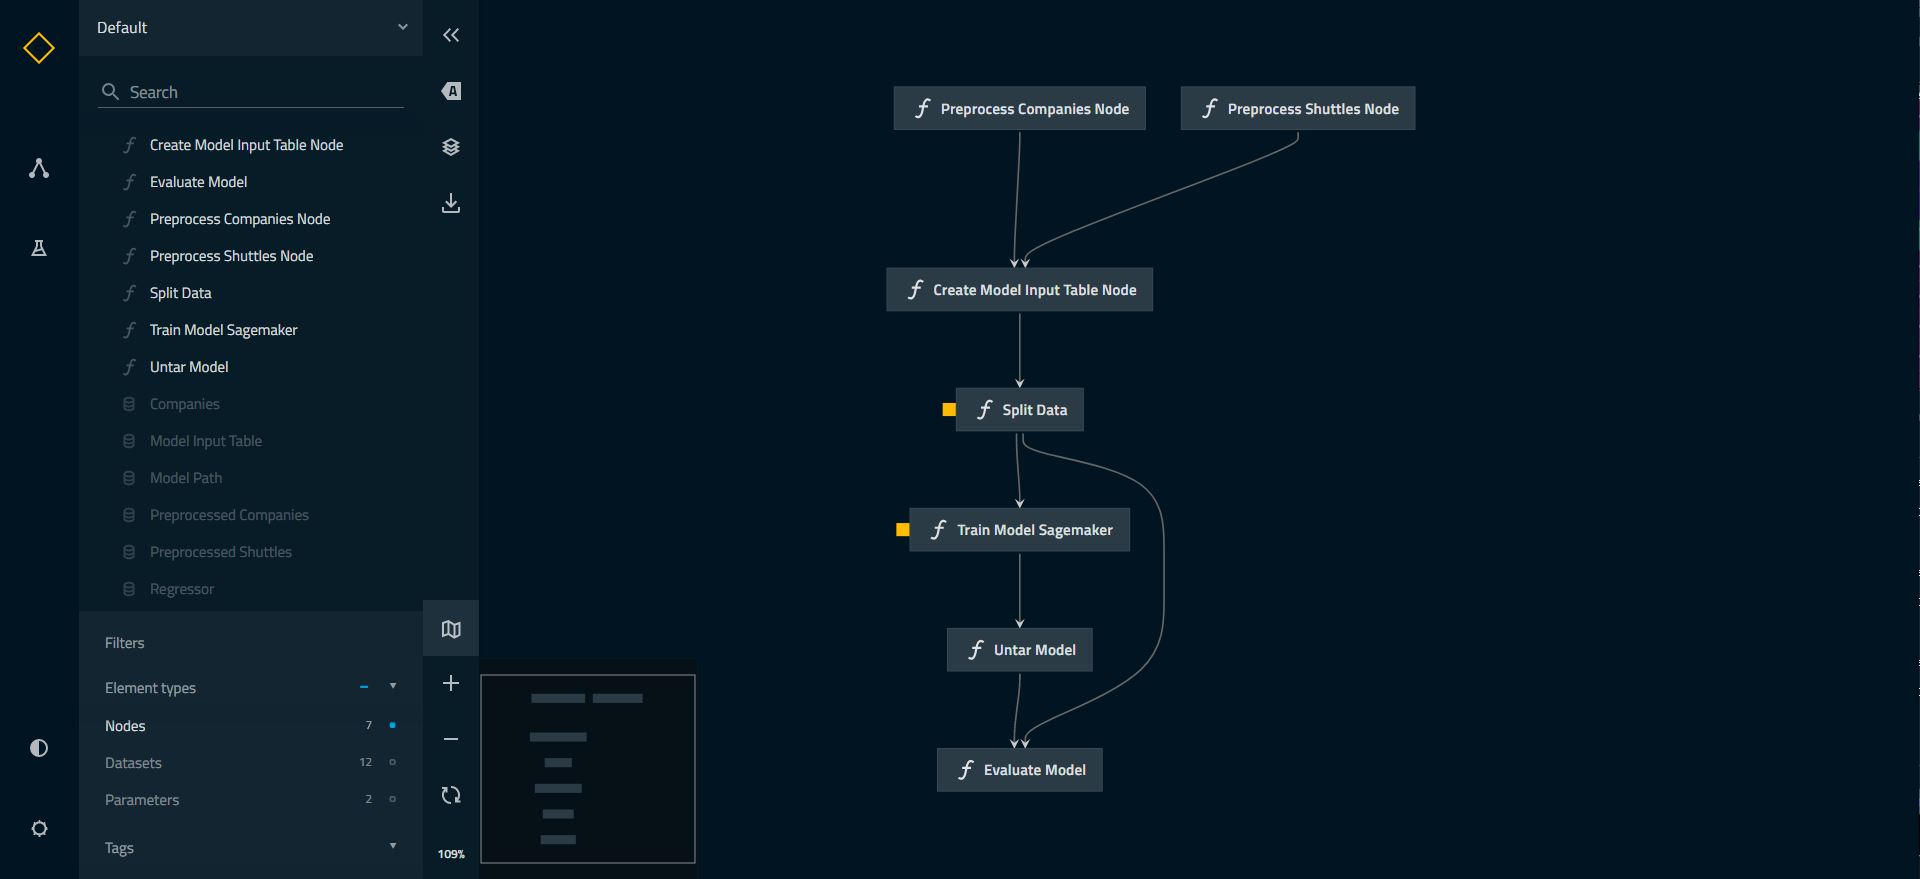 Default
Search
Create Model Input Table Node
Evaluate Model
Preprocess Companies Node
Preprocess Shuttles Node
Split Data
Train Model Sagemaker
Untar Model
Companies
Model Input Table
Model Path
Preprocessed Companies
Preprocessed Shuttles
Regressor
Filters
Element types
Nodes 7
Datasets 12
Parameters 2
Tags
A
109%
Preprocess Companies Node
Preprocess Shuttles Node
Create Model Input Table Node
Split Data
Train Model Sagemaker
Untar Model
Evaluate Model